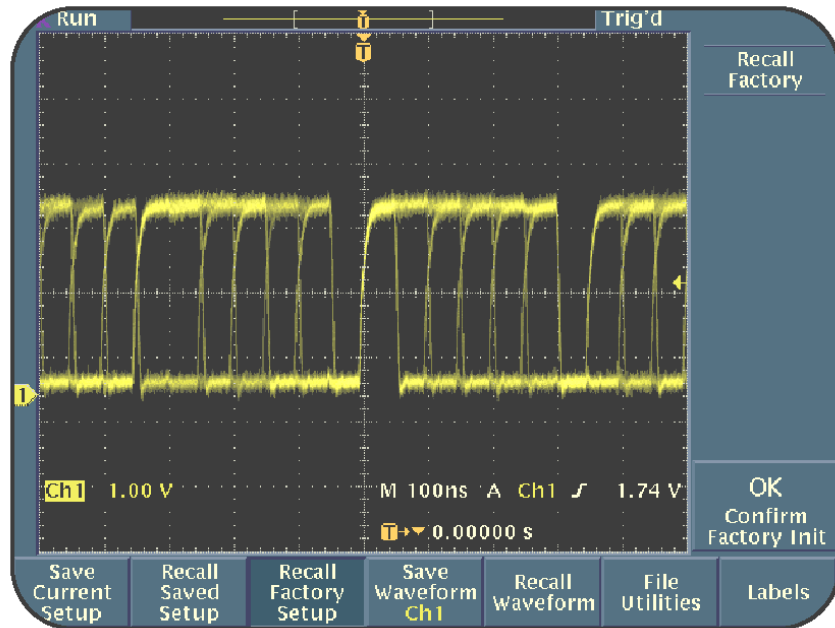 Run
T
Trig'd
T
Recall
Factory
1
Ch1 1.00 V
M 100ns A Ch1 1.74 V
T 0.00000 s
OK
Confirm
Factory Init
Save
Current
Setup
Recall
Saved
Setup
Recall
Factory
Setup
Save
Waveform
Ch1
Recall
Waveform
File
Utilities
Labels